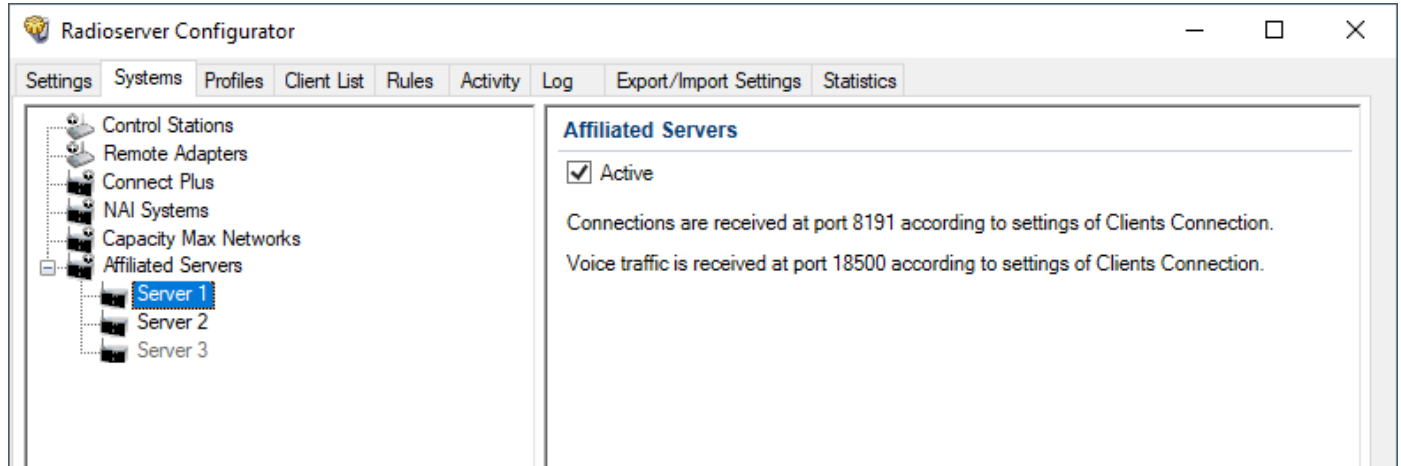 Radioserver Configurator
Settings Systems Profiles Client List Rules Activity Log Export/Import Settings Statistics
Control Stations
Remote Adapters
Connect Plus
NAI Systems
Capacity Max Networks
Affiliated Servers
Server 1
Server 2
Server 3
Affiliated Servers
Active
Connections are received at port 8191 according to settings of Clients Connection.
Voice traffic is received at port 18500 according to settings of Clients Connection.